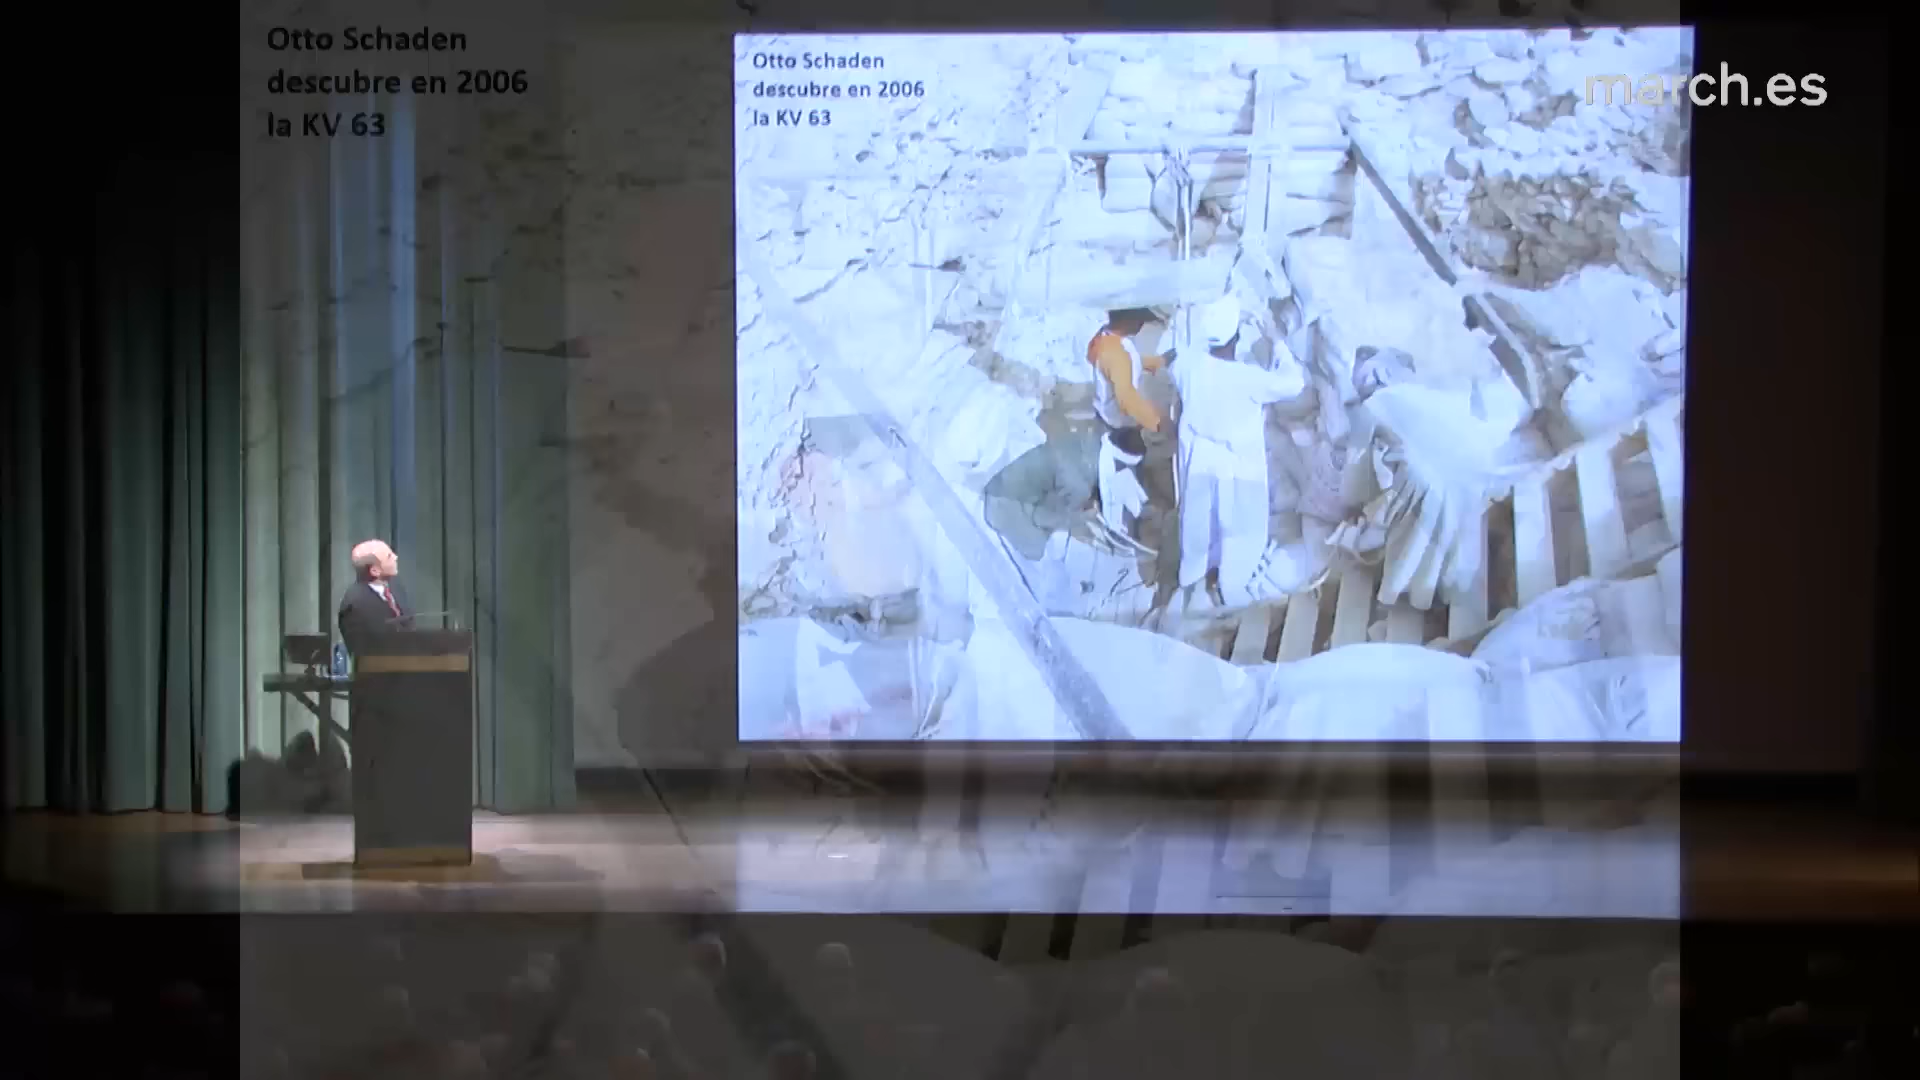 Otto Schaden
descubre en 2006
la KV 63
Otto Schaden
descubre en 2006
la KV 63
march.es